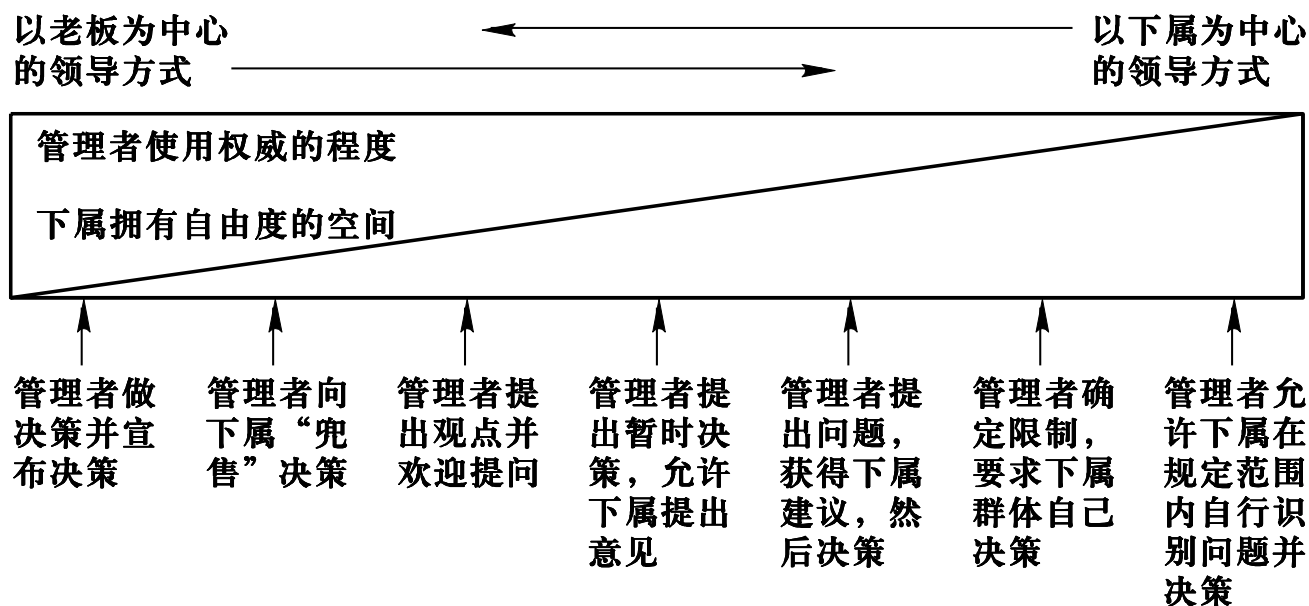 以老板为中心
的领导方式
以下属为中心
的领导方式
管理者使用权威的程度
下属拥有自由度的空间
管理者做
决策并宣
布决策
管理者向
下属“兜
售”决策
管理者提
出观点并
欢迎提问
管理者提
出暂时决
策，允许
下属提出
意见
管理者提
出问题，
获得下属
建议，然
后决策
管理者确
定限制，
要求下属
群体自己
决策
管理者允
许下属在
规定范围
内自行识
别问题并
决策